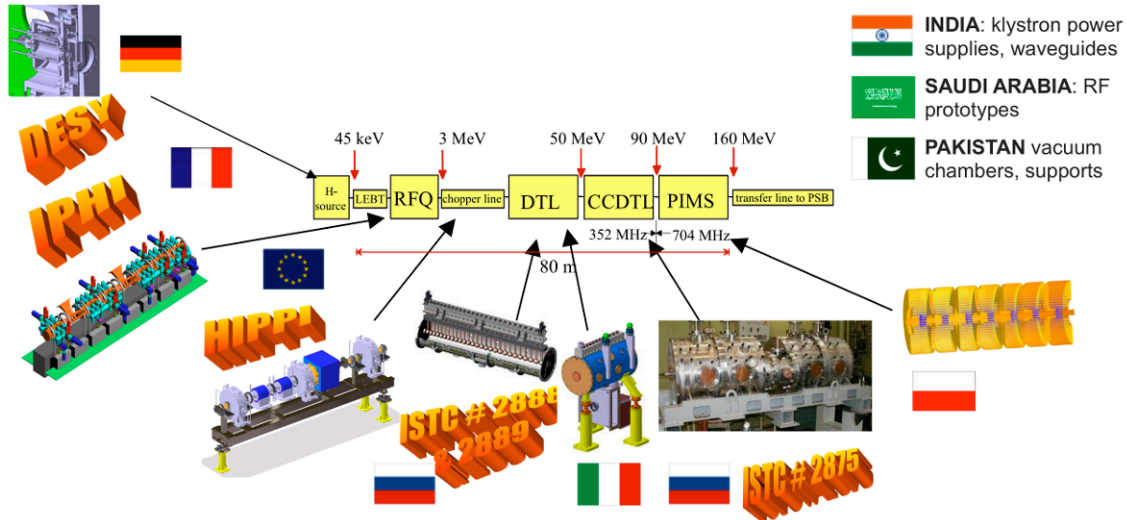 INDIA: klystron power
supplies, waveguides
SAUDI ARABIA: RF
prototypes
PAKISTAN vacuum
chambers, supports
DESY
IPHI
45 keV
3 MeV
50 MeV
90 MeV
160 MeV
H-
source
LEBT
RFQ
chopper line
DTL
CCDTL
PIMS
transfer line to PSB
352 MHz
704 MHz
80 m
HIPPI
ISTC # 2888
& 2889
ISTC # 2875